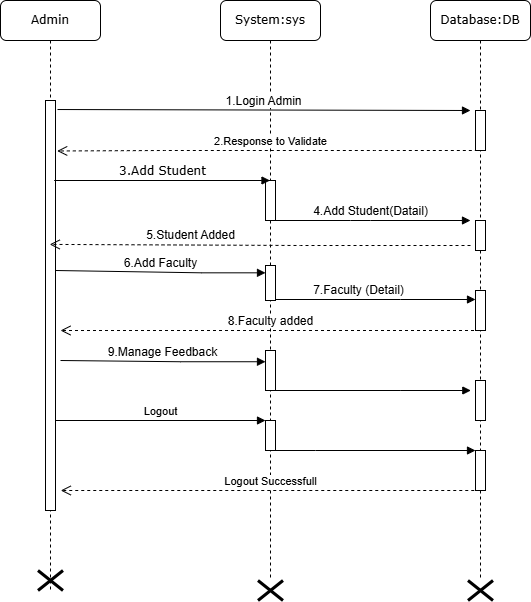 Admin
System:sys
Database:DB
1.Login Admin
2.Response to Validate
3.Add Student
4.Add Student(Datail)
5.Student Added
6.Add Faculty
7.Faculty (Detail)
8.Faculty added
9.Manage Feedback
Logout
Logout Successfull